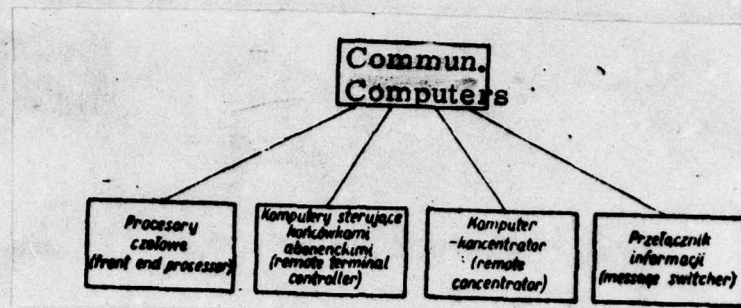 Commun.
Computers
Procesory
czołowe
(front end processor)
Komputery sterujące
końcówkami
abonenckimi
(remote terminal
controller)
Komputer
-koncentrator
(remote
concentrator)
Przełącznik
informacji
(message switcher)